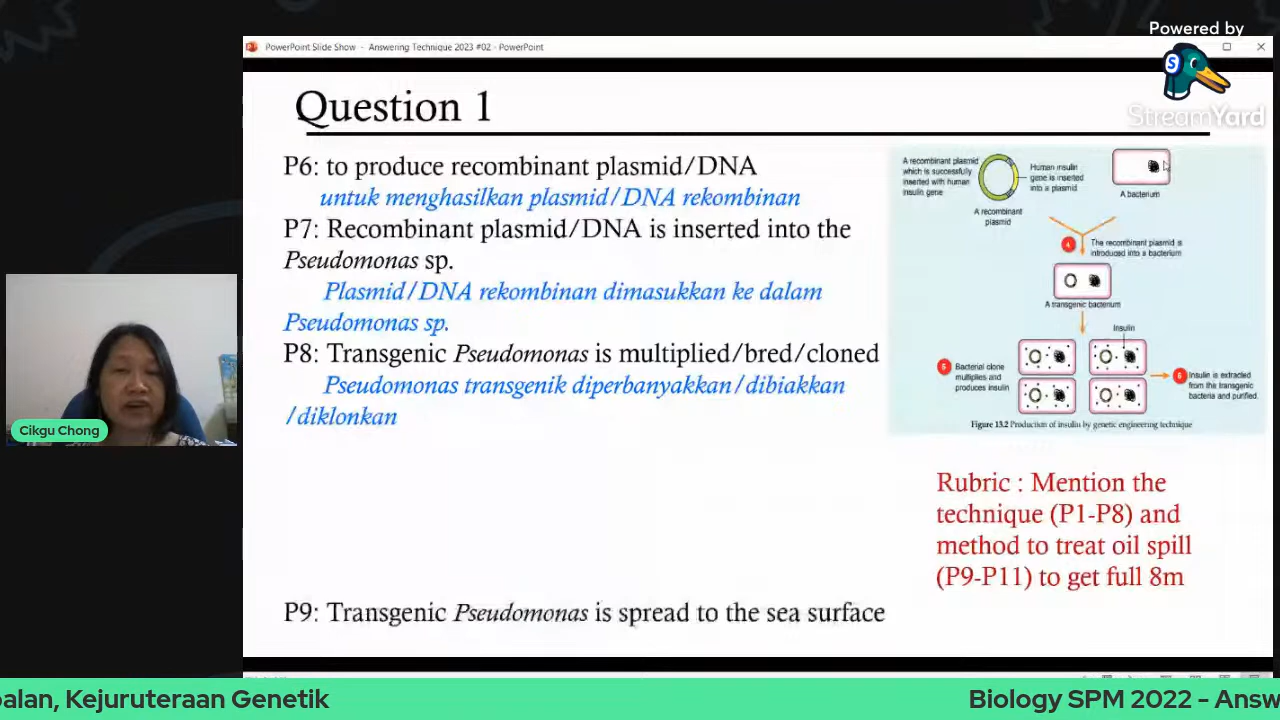 Powered by
StreamYard
PowerPoint Slide Show - Answering Technique 2023 #02 - PowerPoint
Question 1
P6: to produce recombinant plasmid/DNA
untuk menghasilkan plasmid/DNA rekombinan
P7: Recombinant plasmid/DNA is inserted into the
Pseudomonas sp.
Plasmid/DNA rekombinan dimasukkan ke dalam
Pseudomonas sp.
P8: Transgenic Pseudomonas is multiplied/bred/cloned
Pseudomonas transgenik diperbanyakkan/dibiakkan
/diklonkan
P9: Transgenic Pseudomonas is spread to the sea surface
A recombinant plasmid
which is successfully
inserted with human
insulin gene
Human insulin
gene is inserted
into a plasmid
A recombinant
plasmid
A bacterium
4
The recombinant plasmid is
introduced into a bacterium
A transgenic bacterium
Insulin
5
Bacterial clone
multiplies and
produces insulin
6
Insulin is extracted
from the transgenic
bacteria and purified.
Figure 13.2 Production of insulin by genetic engineering technique
Rubric : Mention the
technique (P1-P8) and
method to treat oil spill
(P9-P11) to get full 8m
Cikgu Chong
palan, Kejuruteraan Genetik
Biology SPM 2022 - Answ